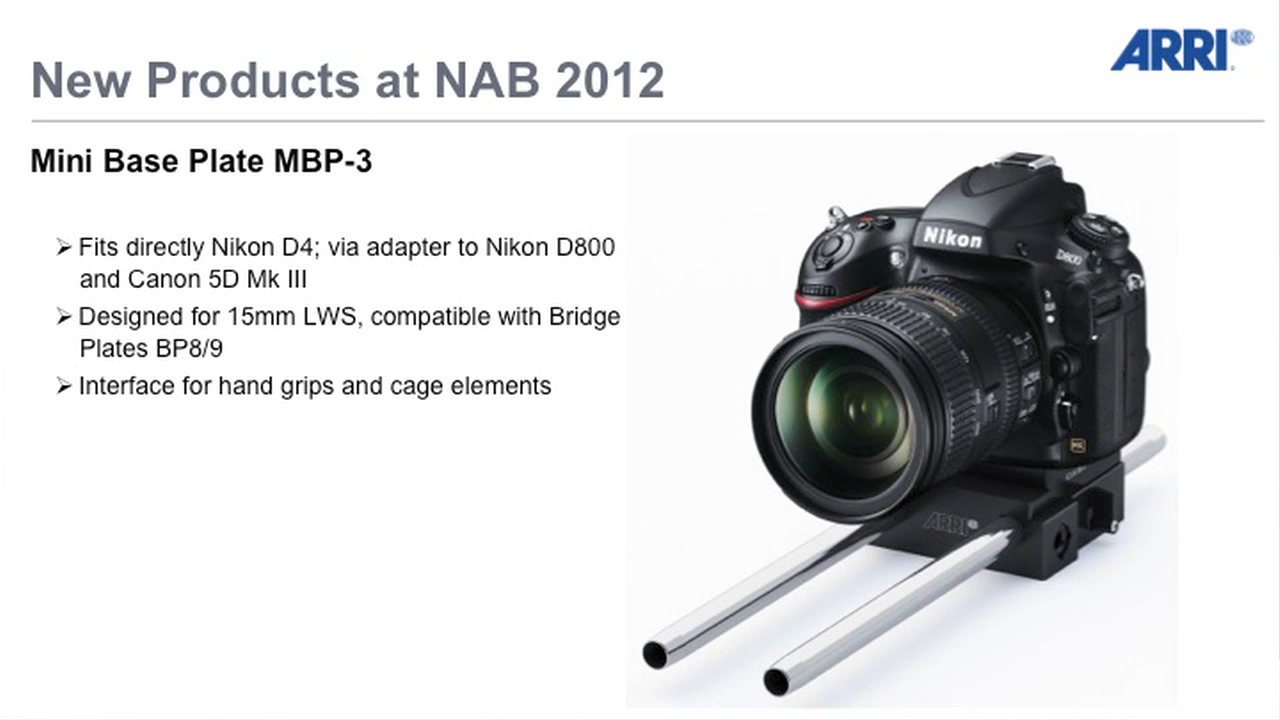 ARRI
New Products at NAB 2012
Mini Base Plate MBP-3
➢ Fits directly Nikon D4; via adapter to Nikon D800
and Canon 5D Mk III
➢ Designed for 15mm LWS, compatible with Bridge
Plates BP8/9
➢ Interface for hand grips and cage elements
Nikon
D800
ARRI